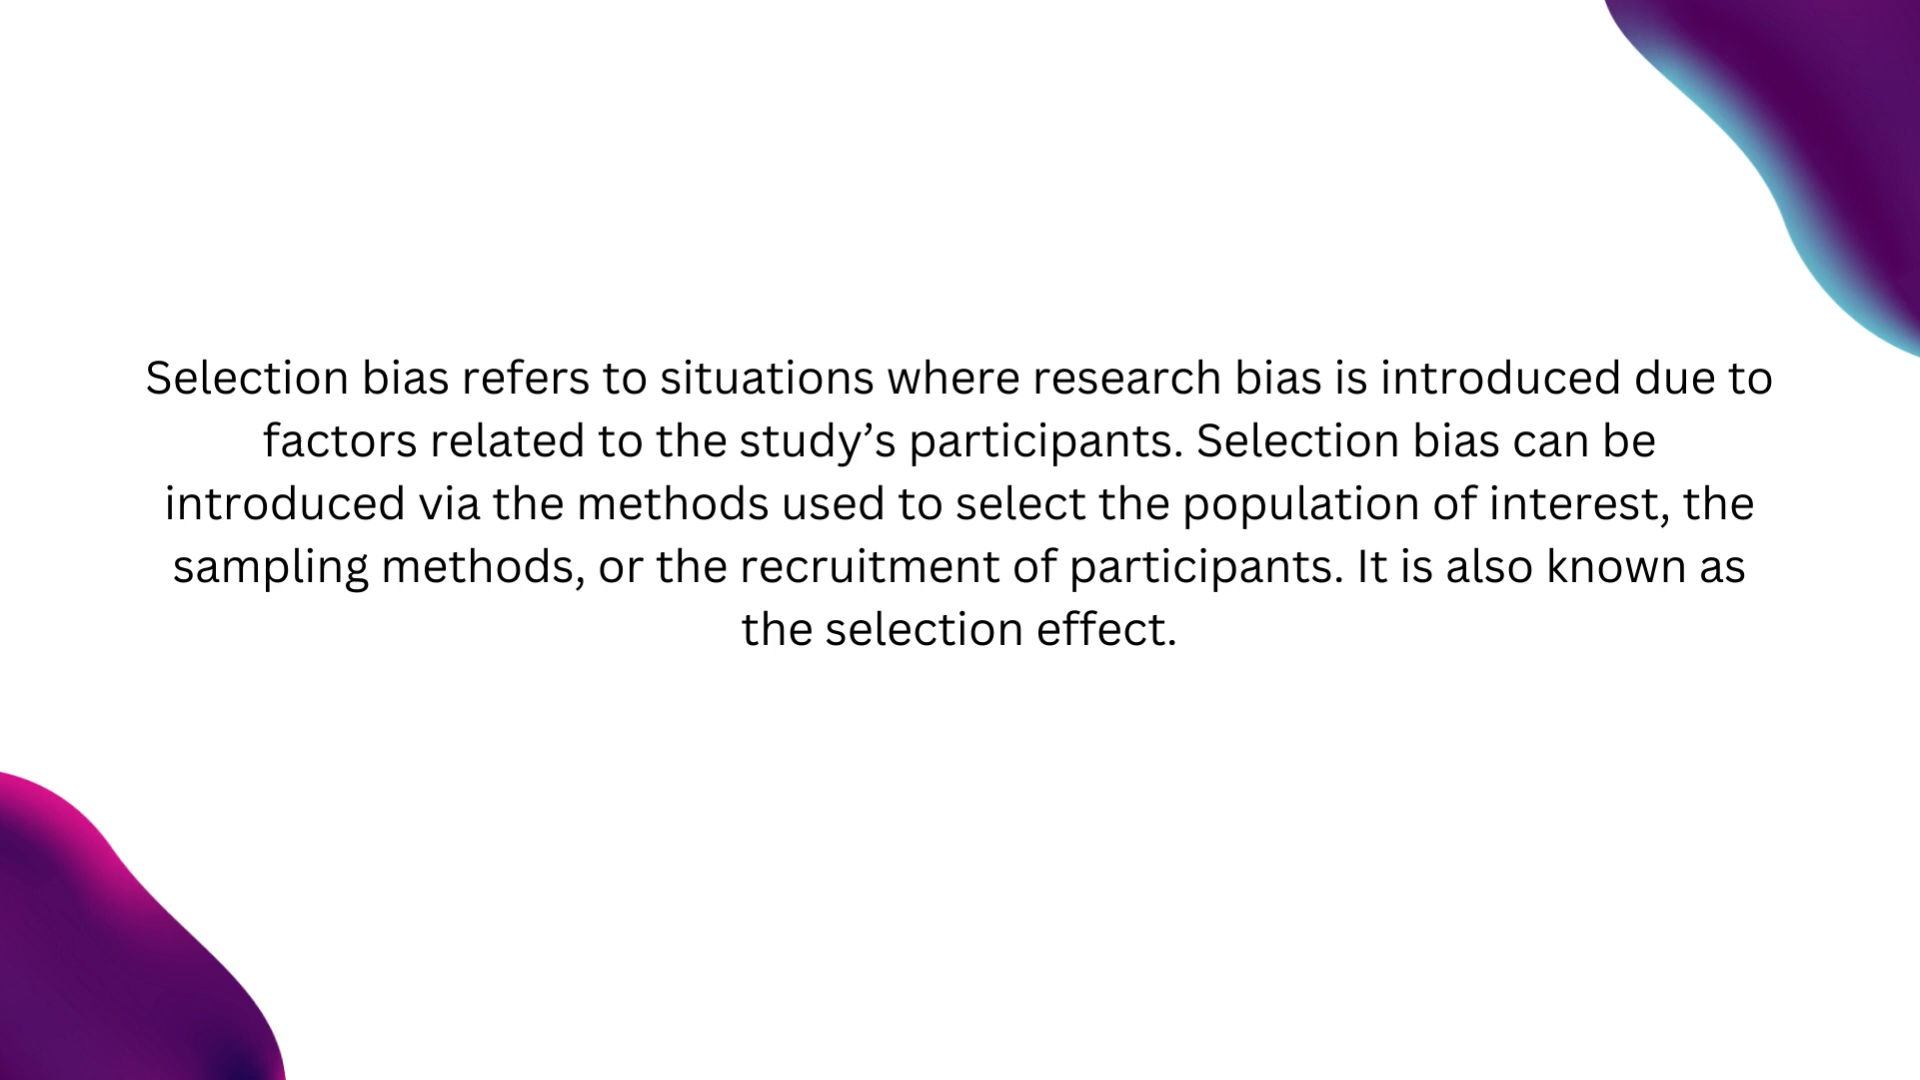 Selection bias refers to situations where research bias is introduced due to
factors related to the study’s participants. Selection bias can be
introduced via the methods used to select the population of interest, the
sampling methods, or the recruitment of participants. It is also known as
the selection effect.